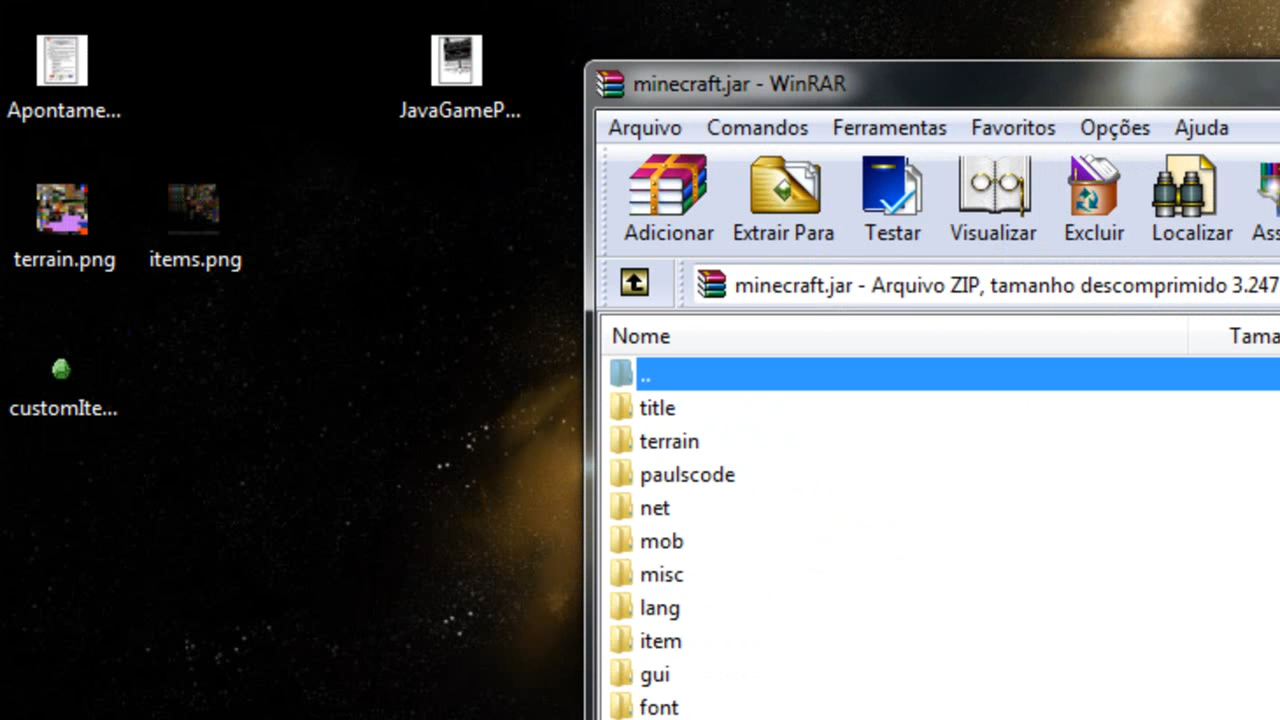 Apontame...
JavaGameP...
terrain.png
items.png
customIte...
minecraft.jar - WinRAR
Arquivo Comandos Ferramentas Favoritos Opções Ajuda
Adicionar Extrair Para Testar Visualizar Excluir Localizar Ass
minecraft.jar - Arquivo ZIP, tamanho descomprimido 3.247
Nome Tama
..
title
terrain
paulscode
net
mob
misc
lang
item
gui
font